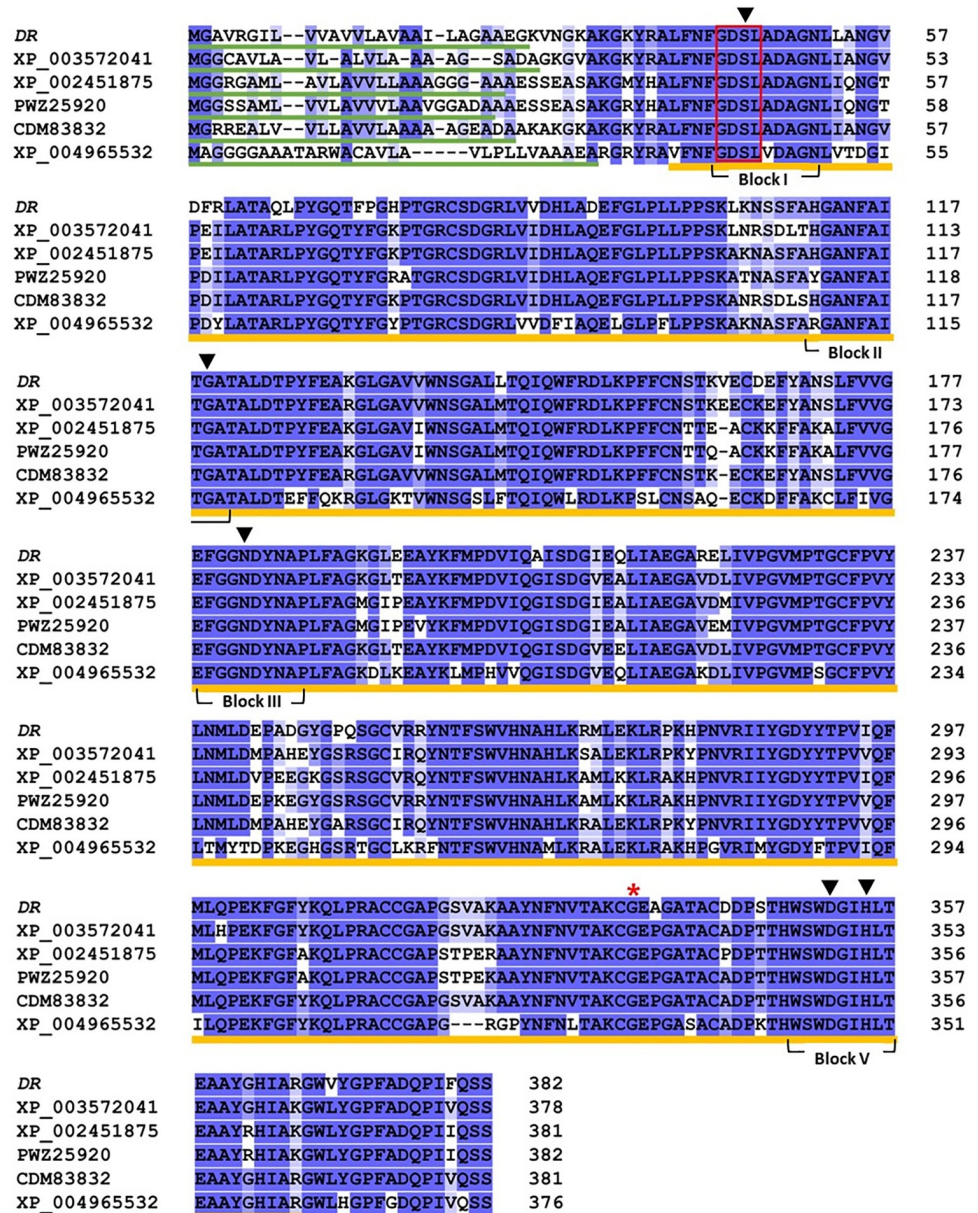 DR MGAVRGIL--VVAVVLAVAAI-LAGAAEGKVNGKAKGKYRALFNFGDSLADAGNLLANGV 57
XP_003572041 MGGCAVLA--VL-ALVLA-AA-AG--SADAGKGVAKGKYRALFNFGDSLADAGNLIANGV 53
XP_002451875 MGGRGAML--AVLVLLAAAGGG-AAAESSEASAKGMYHALFNFGDSLADAGNLIQNGT 57
PWZ25920 MGGSSAML--VVLAVVVLAAVGGADAAAESSEASAKGRYHALFNFGDSLADAGNLIQNGT 58
CDM83832 MGRREALV--VLLAVVLAAAA-AGEADAAKAKGKAKGKYRALFNFGDSLADAGNLIANGV 57
XP_004965532 MAGGGGAAATARWACAVLA-----VLPLLVAAAEARGRYRAVFNFGDSLVDAGNLVTDGI 55
Block I
DR DFRLATAQLPYGQTFPGHPTGRCSDGRLVVDHLADEFGLPLLPPSKLKNSSFAHGANFAI 117
XP_003572041 PEILATARLPYGQTYFGKPTGRCSDGRLVIDHLAQEFGLPLLPPSKLNRSDLTHGANFAI 113
XP_002451875 PEILATARLPYGQTYFGKPTGRCSDGRLVIDHLAQEFGLPLLPPSKAKNASFAHGANFAI 117
PWZ25920 PDILATARLPYGQTYFGRATGRCSDGRLVIDHLAQEFGLPLLPPSKATNASFAYGANFAI 118
CDM83832 PDILATARLPYGQTYFGKPTGRCSDGRLVIDHLAQEFGLPLLPPSKANRSDLSHGANFAI 117
XP_004965532 PDYLATARLPYGQTYFGYPTGRCSDGRLVVDFIAQELGLPFLPPSKAKNASFARGANFAI 115
Block II
DR TGATALDTPYFEAKGLGAVVWNSGALLTQIQWFRDLKPFFCNSTKVECDEFYANSLFVVG 177
XP_003572041 TGATALDTPYFEARGLGAVVWNSGALMTQIQWFRDLKPFFCNSTKEECKEFYANSLFVVG 173
XP_002451875 TGATALDTPYFEAKGLGAVIWNSGALMTQIQWFRDLKPFFCNTTE-ACKKFFAKALFVVG 176
PWZ25920 TGATALDTPYFEAKGLGAVIWNSGALMTQIQWFRDLKPFFCNTTQ-ACKKFFAKALFVVG 177
CDM83832 TGATALDTPYFEARGLGAVVWNSGALMTQIQWFRDLKPFFCNSTK-ECKEFYANSLFVVG 176
XP_004965532 TGATALDTEFFQKRGLGKTVWNSGSLFTQIQWLRDLKPSLCNSAQ-ECKDFFAKCLFIVG 174
DR EFGGNDYNAPLFAGKGLEEAYKFMPDVIQAISDGIEQLIAEGARELIVPGVMPTGCFPVY 237
XP_003572041 EFGGNDYNAPLFAGKGLTEAYKFMPDVIQGISDGVEALIAEGAVDLIVPGVMPTGCFPVY 233
XP_002451875 EFGGNDYNAPLFAGMGIPEAYKFMPDVIQGISDGIEALIAEGAVDMIVPGVMPTGCFPVY 236
PWZ25920 EFGGNDYNAPLFAGMGIPEVYKFMPDVIQGISDGIEALIAEGAVEMIVPGVMPTGCFPVY 237
CDM83832 EFGGNDYNAPLFAGKGLTEAYKFMPDVIQGISDGVEELIAEGAVDLIVPGVMPTGCFPVY 236
XP_004965532 EFGGNDYNAPLFAGKDLKEAYKLMPHVVQGISDGVEQLIAEGAKDLIVPGVMPSGCFPVY 234
Block III
DR LNMLDEPADGYGPQSGCVRRYNTFSWVHNAHLKRMLEKLRPKHPNVRIIYGDYYTPVIQF 297
XP_003572041 LNMLDMPAHEYGSRSGCIRQYNTFSWVHNAHLKSALEKLRPKYPNVRIIYGDYYTPVIQF 293
XP_002451875 LNMLDVPEEGKGSRSGCVRQYNTFSWVHNAHLKAMLKKLRAKHPNVRIIYGDYYTPVIQF 296
PWZ25920 LNMLDEPKEGYGSRSGCVRRYNTFSWVHNAHLKAMLKKLRAKHPNVRIIYGDYYTPVVQF 297
CDM83832 LNMLDMPAHEYGARSGCIRQYNTFSWVHNAHLKRALEKLRPKYPNVRIIYGDYYTPVVQF 296
XP_004965532 LTMYTDPKEGHGSRTGCLKRFNTFSWVHNAMLKRALEKLRAKHPGVRIMYGDYFTPVIQF 294
*
DR MLQPEKFGFYKQLPRACCGAPGSVAKAAYNFNVTAKCGEAGATACDDPSTHWSWDGIHLT 357
XP_003572041 MLHPEKFGFYKQLPRACCGAPGSVAKAAYNFNVTAKCGEPGATACADPTTHWSWDGIHLT 353
XP_002451875 MLQPEKFGFAKQLPRACCGAPSTPERAAYNFNVTAKCGEPGATACPDPTTHWSWDGIHLT 356
PWZ25920 MLQPEKFGFAKQLPRACCGAPSTPEKAAYNFNVTAKCGEPGATACADPTTHWSWDGIHLT 357
CDM83832 MLQPEKFGFYKQLPRACCGAPGSVAKAAYNFNVTAKCGEPGATACADPTTHWSWDGIHLT 356
XP_004965532 ILQPEKFGFYKQLPRACCGAPG---RGPYNFNLTAKCGEPGASACADPKTHWSWDGIHLT 351
Block V
DR EAAYGHIARGWVYGPFADQPIFQSS 382
XP_003572041 EAAYGHIAKGWLYGPFADQPIVQSS 378
XP_002451875 EAAYRHIAKGWLYGPFADQPIIQSS 381
PWZ25920 EAAYRHIAKGWLYGPFADQPIIQSS 382
CDM83832 EAAYGHIARGWLYGPFADQPIVQSS 381
XP_004965532 EAAYGHIARGWLHGPFGDQPIVQSS 376